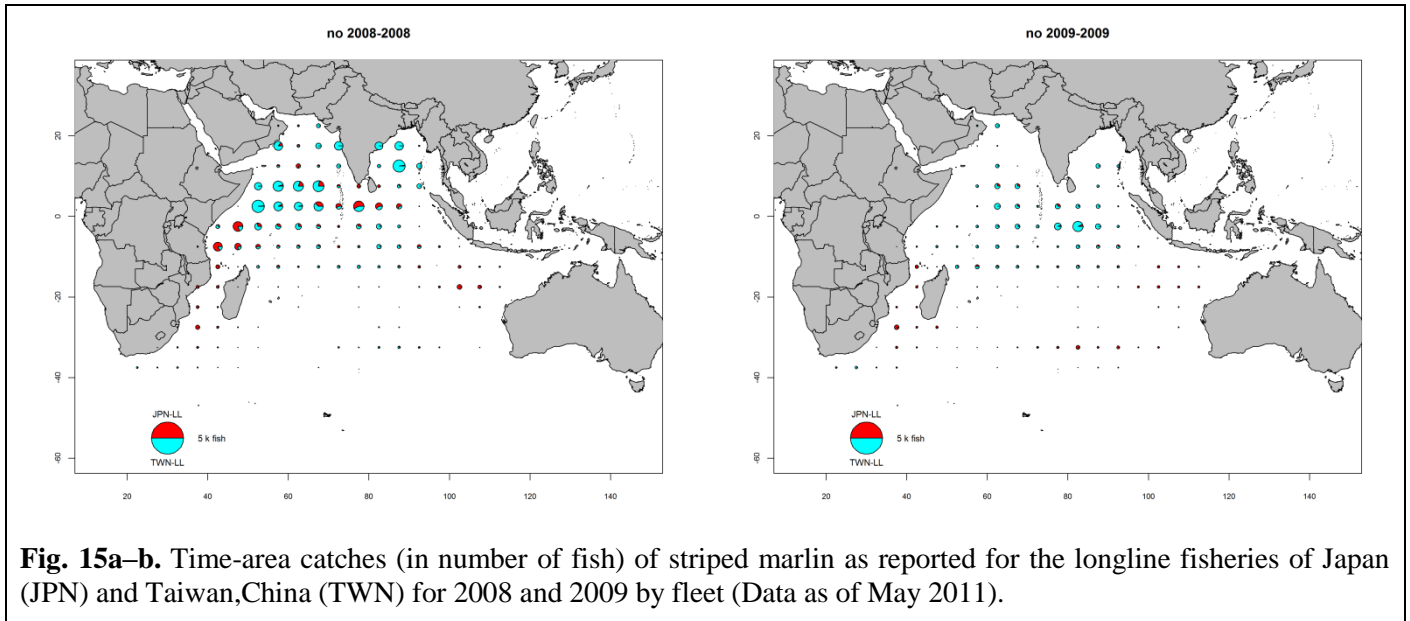 no 2008-2008
20
0
-20
-40
-60
JPN-LL
5 k fish
TWN-LL
20 40 60 80 100 120 140
no 2009-2009
20
0
-20
-40
-60
JPN-LL
5 k fish
TWN-LL
20 40 60 80 100 120 140
Fig. 15a–b. Time-area catches (in number of fish) of striped marlin as reported for the longline fisheries of Japan
(JPN) and Taiwan,China (TWN) for 2008 and 2009 by fleet (Data as of May 2011).